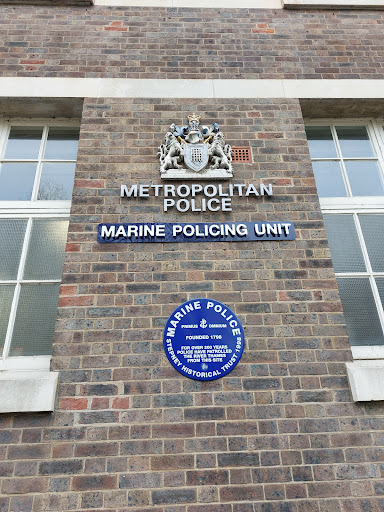 METROPOLITAN
POLICE
MARINE POLICING UNIT
MARINE POLICE
PRIMUS OMNIUM
FOUNDED 1798
FOR OVER 200 YEARS
POLICE HAVE PATROLLED
THE RIVER THAMES
FROM THIS SITE
STEPNEY HISTORICAL TRUST 1998